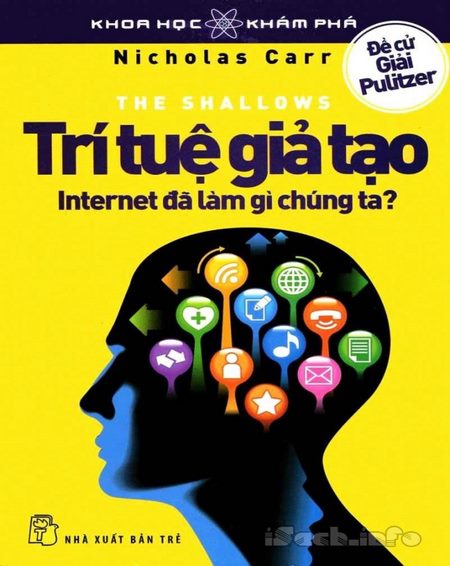 KHOA HỌC KHÁM PHÁ
Nicholas Carr
Đề cử
Giải
Pulitzer
THE SHALLOWS
Trí tuệ giả tạo
Internet đã làm gì chúng ta?
NHÀ XUẤT BẢN TRẺ
iSach.info